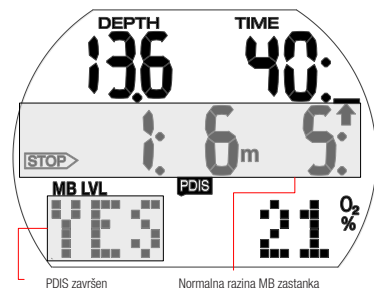 DEPTH TIME
13.6 40:
STOP 1: 6m 5:
PDIS
MB LVL
YES 21 O₂ %
PDIS završen Normalna razina MB zastanka